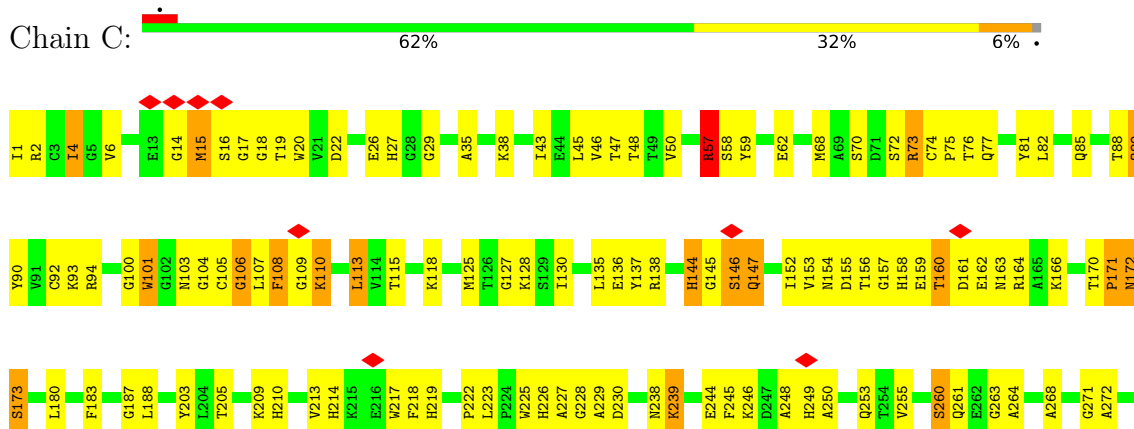 Chain C:
62% 32% 6% •
I1 R2 C3 I4 G5 V6 E13 G14 M15 S16 G17 G18 T19 W20 V21 D22 E26 H27 G28 G29 A35 K38 I43 E44 L45 V46 T47 T48 T49 V50 R57 S58 Y59 E62 M68 A69 S70 D71 S72 R73 C74 P75 T76 Q77 Y81 L82 Q85 T88
Y90 V91 C92 K93 R94 G100 W101 G102 N103 G104 C105 G106 L107 F108 G109 K110 L113 V114 T115 K118 M125 T126 G127 K128 S129 I130 L135 E136 Y137 R138 H144 G145 S146 Q147 I152 V153 N154 D155 T156 G157 H158 E159 T160 D161 E162 N163 R164 A165 K166 T170 P171 N172
S173 L180 F183 G187 L188 Y203 L204 T205 K209 H210 V213 H214 K215 E216 W217 F218 H219 P222 L223 P224 W225 H226 A227 G228 A229 D230 N238 K239 E244 F245 K246 D247 A248 H249 A250 Q253 T254 V255 S260 Q261 E262 G263 A264 A268 G271 A272